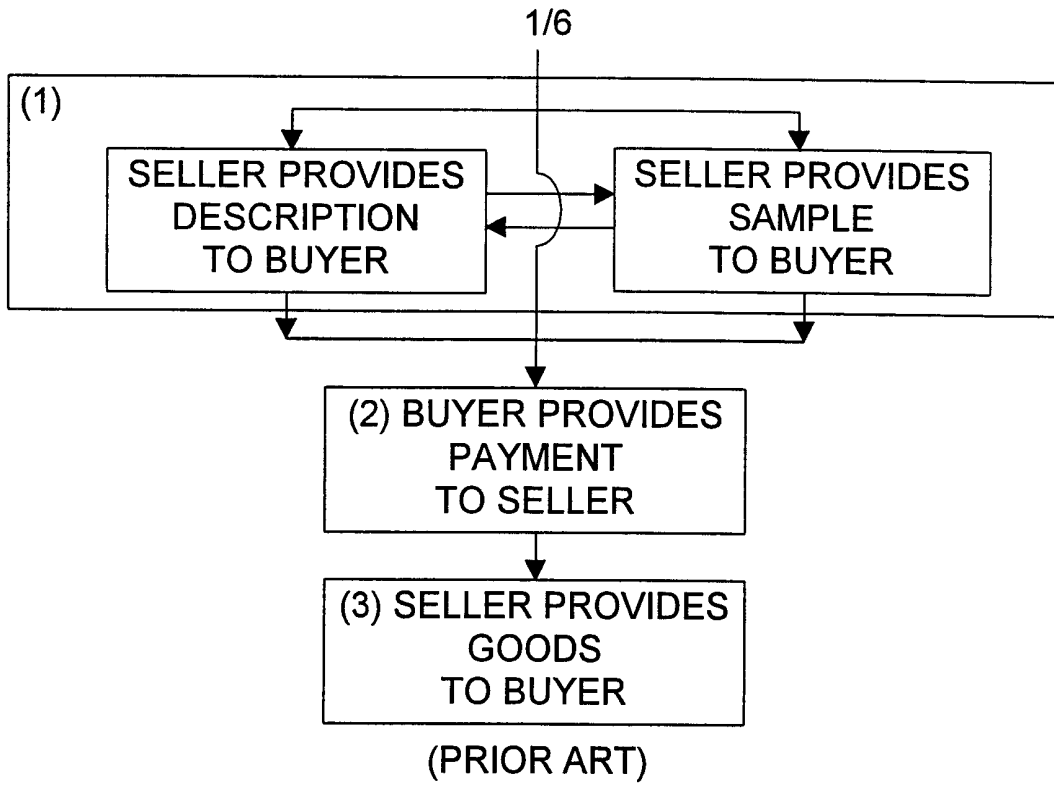 1/6
(1)
SELLER PROVIDES
DESCRIPTION
TO BUYER
SELLER PROVIDES
SAMPLE
TO BUYER
(2) BUYER PROVIDES
PAYMENT
TO SELLER
(3) SELLER PROVIDES
GOODS
TO BUYER
(PRIOR ART)